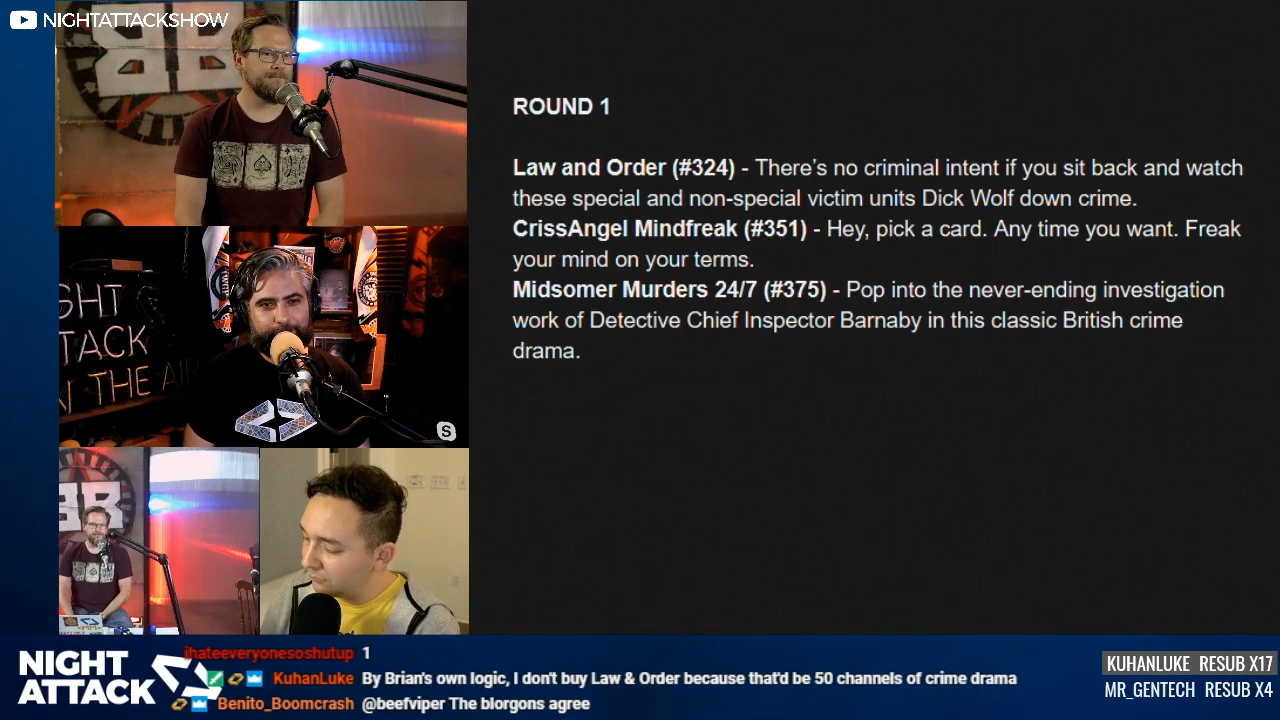 NIGHTATTACKSHOW
ROUND 1
Law and Order (#324) - There’s no criminal intent if you sit back and watch
these special and non-special victim units Dick Wolf down crime.
CrissAngel Mindfreak (#351) - Hey, pick a card. Any time you want. Freak
your mind on your terms.
Midsomer Murders 24/7 (#375) - Pop into the never-ending investigation
work of Detective Chief Inspector Barnaby in this classic British crime
drama.
GHT
TACK
N THE AIR
S
NIGHT
ATTACK
ihateeveryonesoshutup 1
KuhanLuke By Brian's own logic, I don't buy Law & Order because that'd be 50 channels of crime drama
Benito_Boomcrash @beefviper The blorgons agree
KUHANLUKE RESUB X17
MR_GENTECH RESUB X4